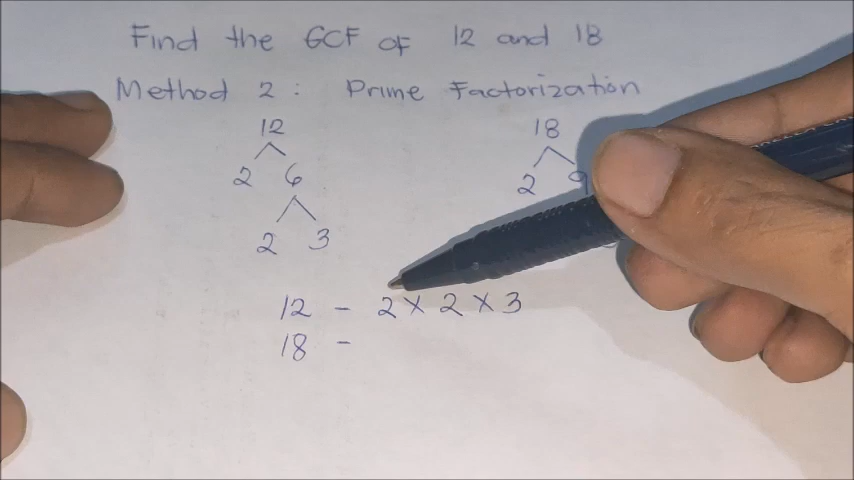 Find the GCF OF 12 and 18
Method 2 : Prime Factorization
12 18
2 6 2 9
2 3
12 - 2 X 2 X 3
18 -